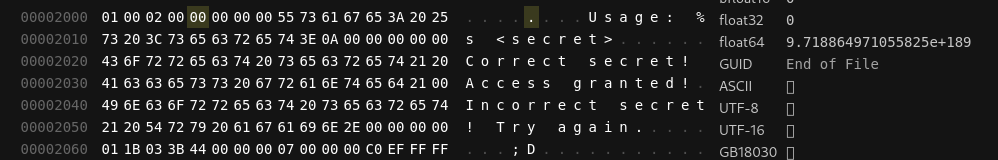 00002000 01 00 02 00 00 00 00 00 55 73 61 67 65 3A 20 25 . . . . . . . . U s a g e : %
float32 0
00002010 73 20 3C 73 65 63 72 65 74 3E 0A 00 00 00 00 00 s < s e c r e t > . . . . . . .
float64 9.718864971055825e+189
00002020 43 6F 72 72 65 63 74 20 73 65 63 72 65 74 21 20 C o r r e c t s e c r e t !
GUID End of File
00002030 41 63 63 65 73 73 20 67 72 61 6E 74 65 64 21 00 A c c e s s g r a n t e d ! .
ASCII ▯
00002040 49 6E 63 6F 72 72 65 63 74 20 73 65 63 72 65 74 I n c o r r e c t s e c r e t
UTF-8 ▯
00002050 21 20 54 72 79 20 61 67 61 69 6E 2E 00 00 00 00 ! T r y a g a i n . . . . .
UTF-16 ▯
00002060 01 1B 03 3B 44 00 00 00 07 00 00 00 C0 EF FF FF . . . ; D . . . . . . . . . . .
GB18030 ▯